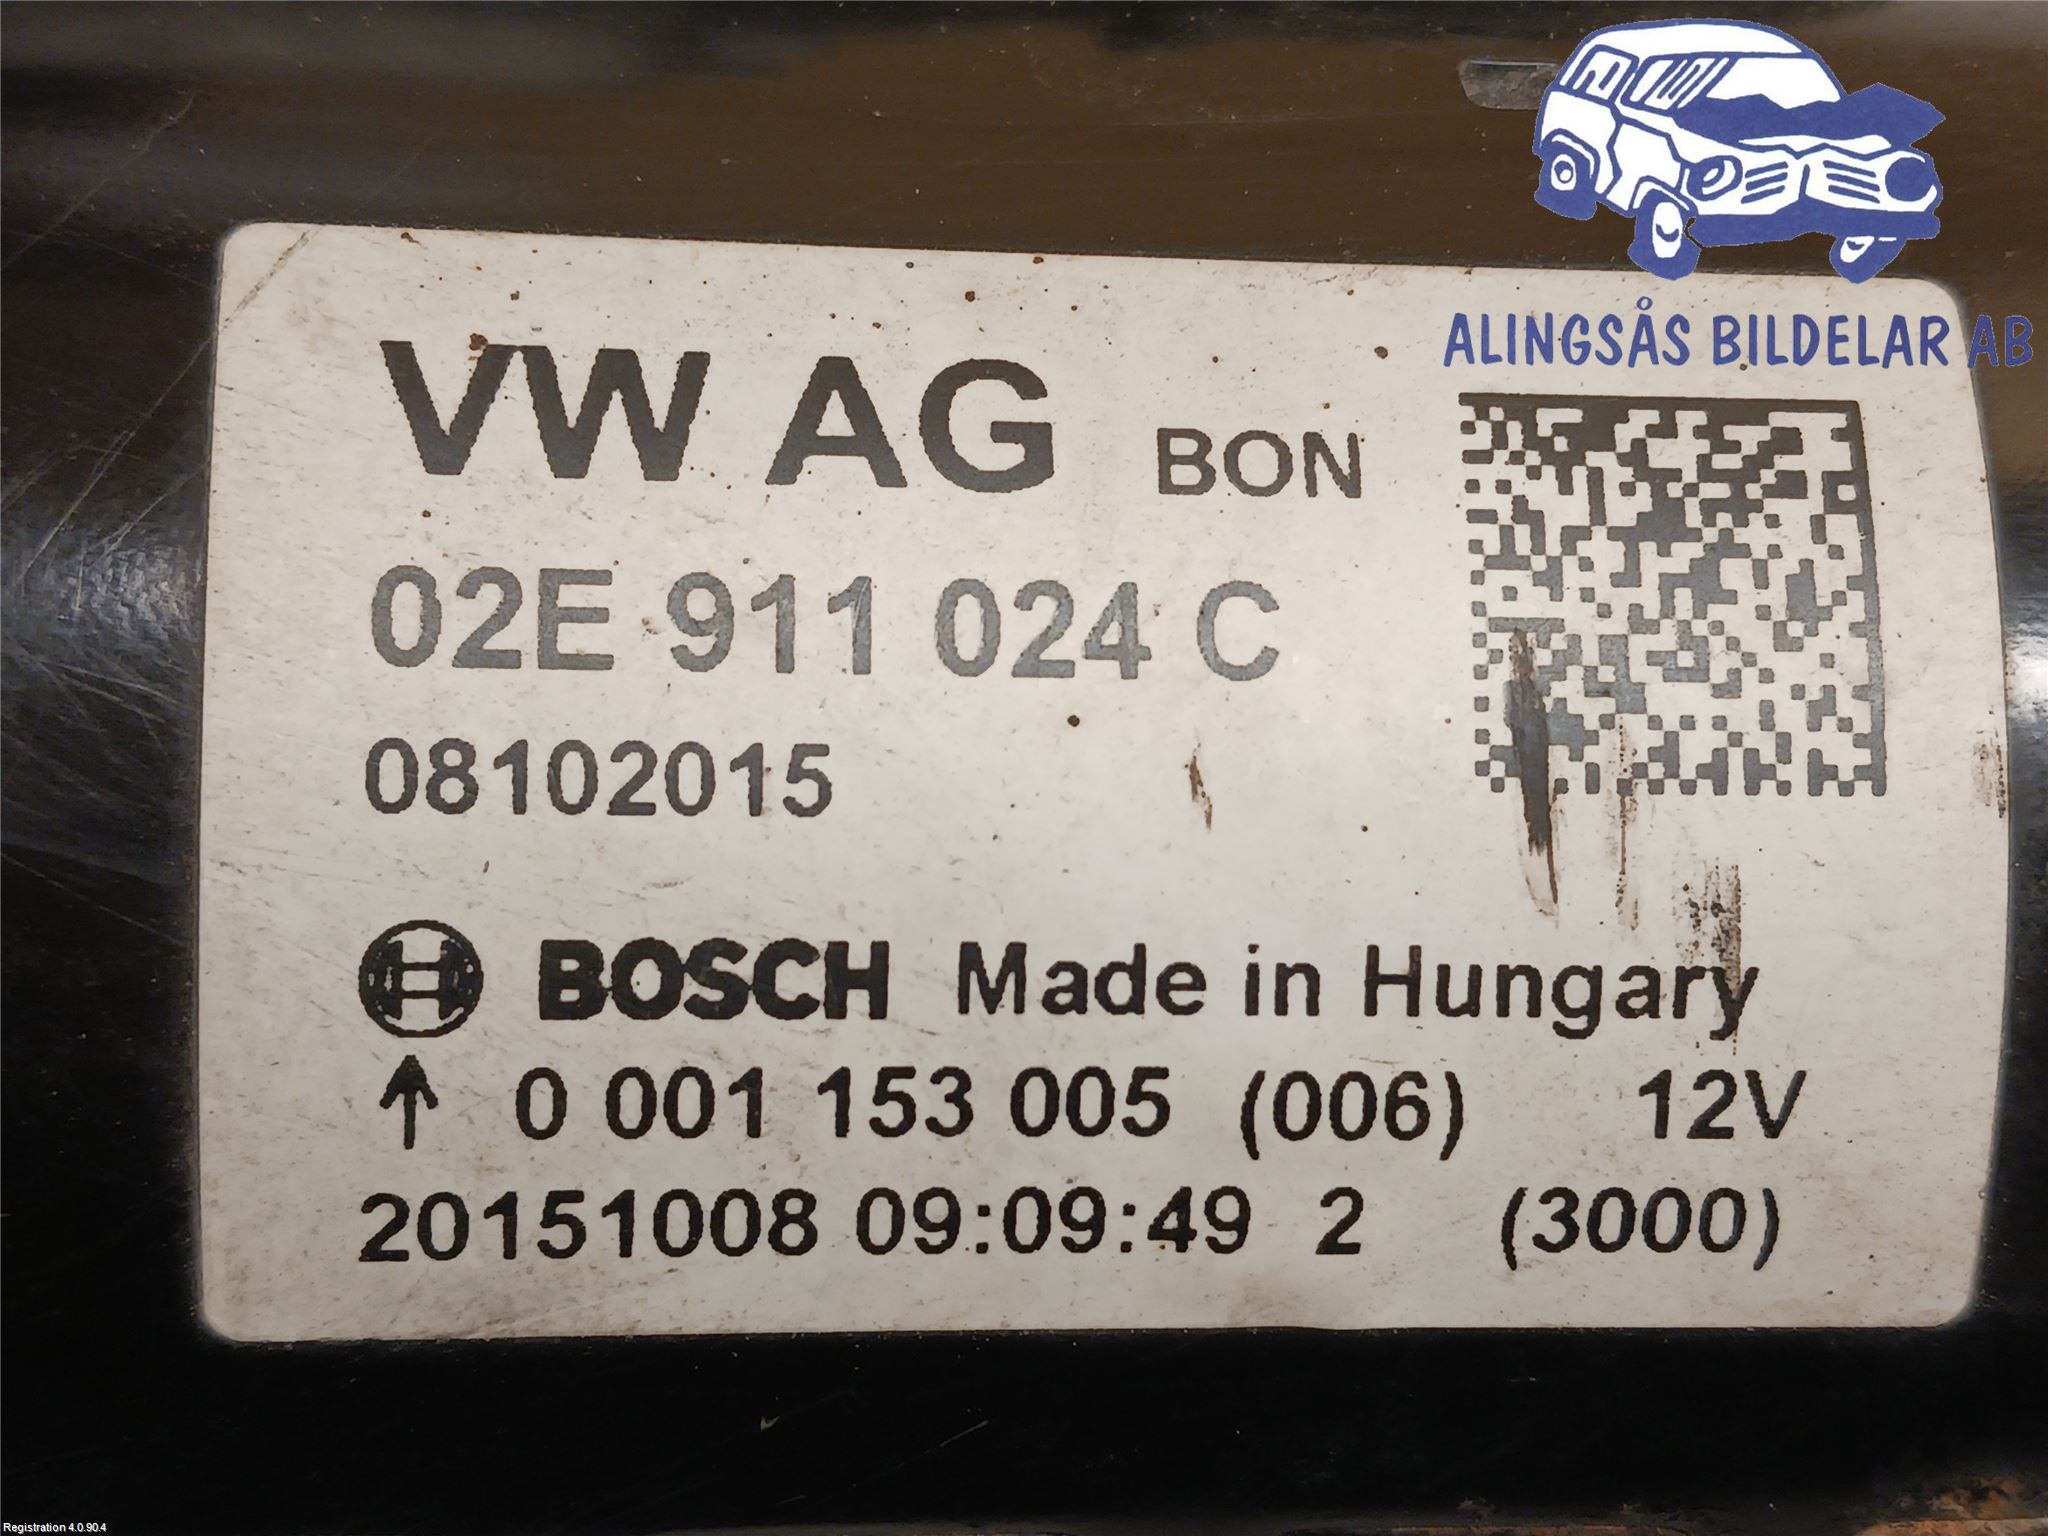 ALINGSÅS BILDELAR AB
VW AG BON
02E 911 024 C
08102015
BOSCH Made in Hungary
↑ 0 001 153 005 (006) 12V
20151008 09:09:49 2 (3000)
Registration 4.0.90.4